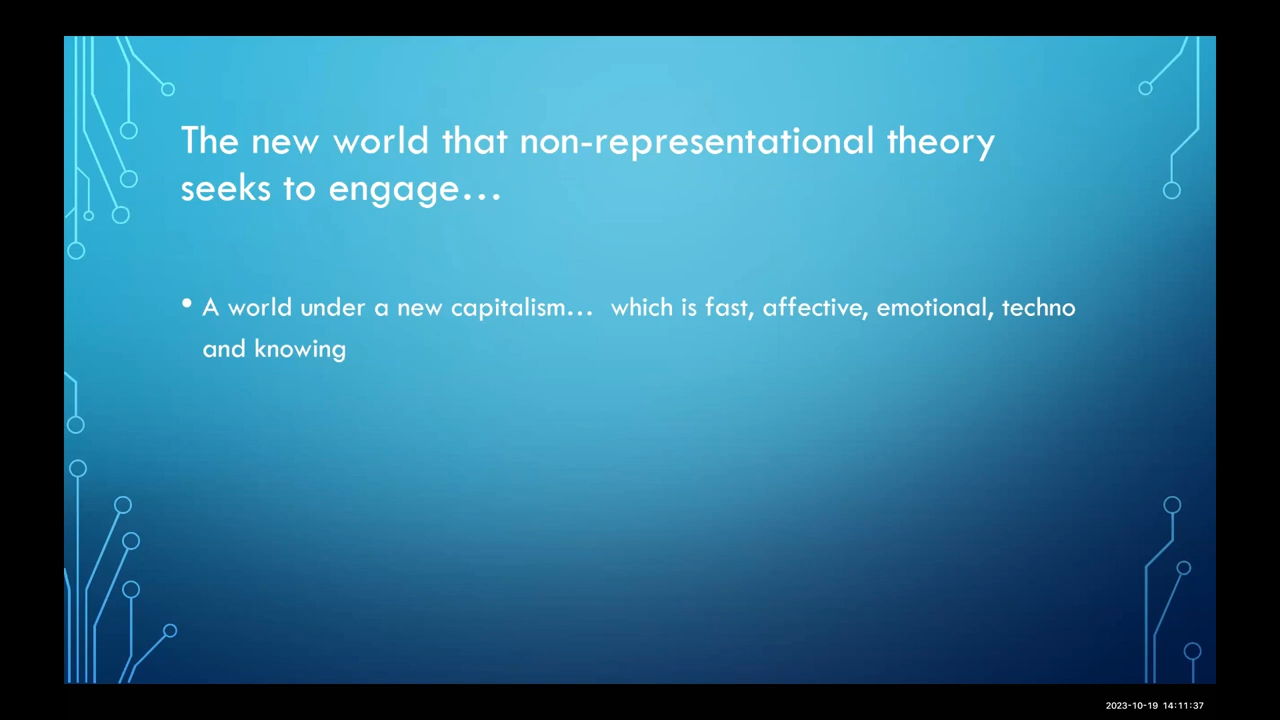 The new world that non-representational theory
seeks to engage…
• A world under a new capitalism…  which is fast, affective, emotional, techno
and knowing
2023-10-19 14:11:37